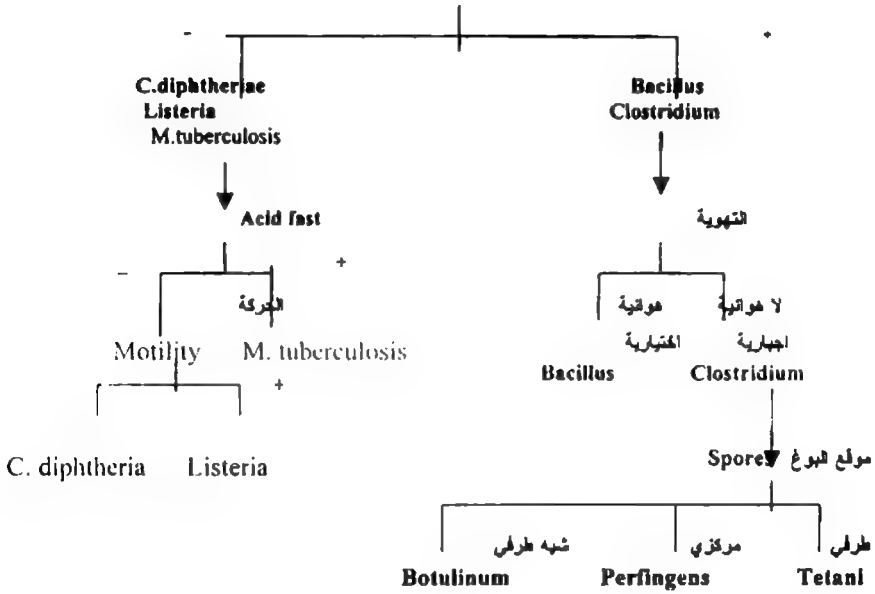 - +
C.diphtheriae
Listeria
M.tuberculosis
Bacillus
Clostridium
Acid fast
التهوية
- +
الحركة
هوائية
لا هوائية
Motility M. tuberculosis
اختيارية
اجبارية
Bacillus Clostridium
+
C. diphtheria Listeria
Spores موقع البوغ
شبه طرفي مركزي طرفي
Botulinum Perfingens Tetani